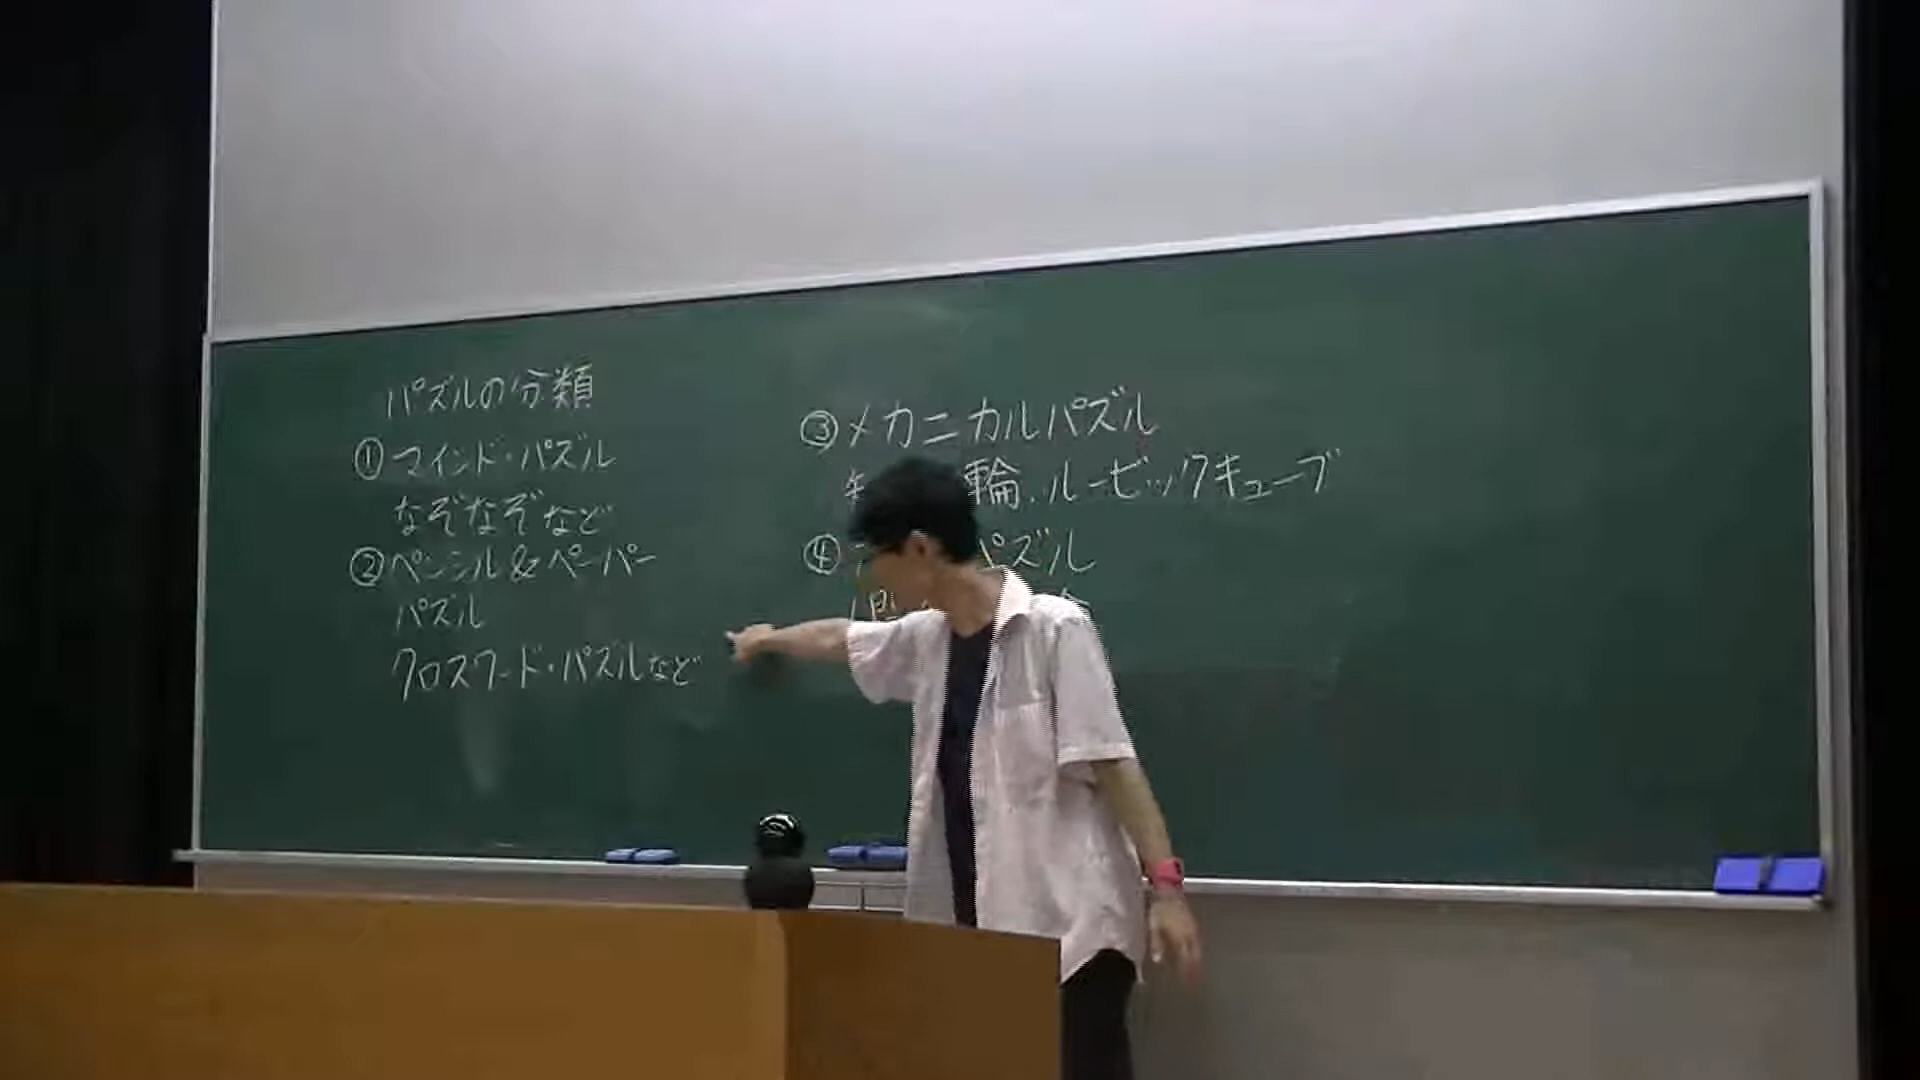 パズルの分類
①マインド・パズル
なぞなぞなど
②ペンシル&ペーパー
パズル
クロスワード・パズルなど
③メカニカルパズル
輪、ルービックキューブ
④
パズル